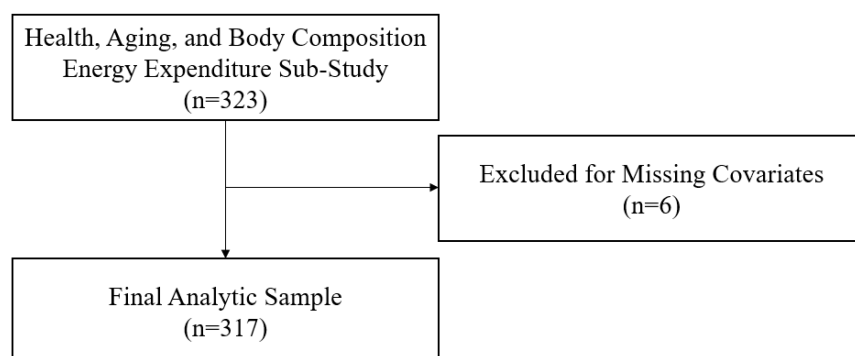 Health, Aging, and Body Composition
Energy Expenditure Sub-Study
(n=323)
Excluded for Missing Covariates
(n=6)
Final Analytic Sample
(n=317)